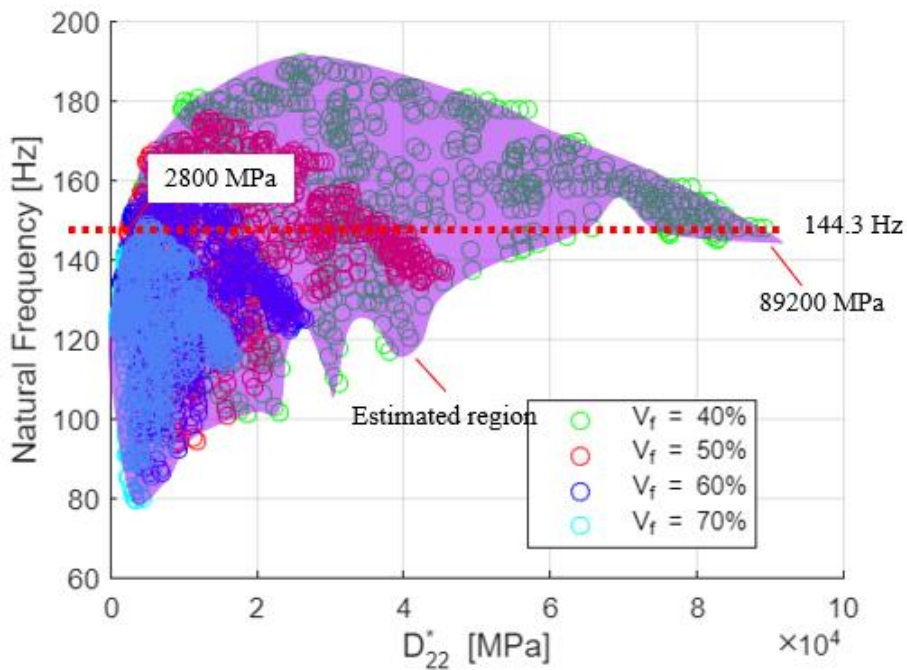 200
180
160
140
120
100
80
60
Natural Frequency [Hz]
2800 MPa
144.3 Hz
89200 MPa
Estimated region
V_f = 40%
V_f = 50%
V_f = 60%
V_f = 70%
0 2 4 6 8 10
D*_22 [MPa]
×10^4